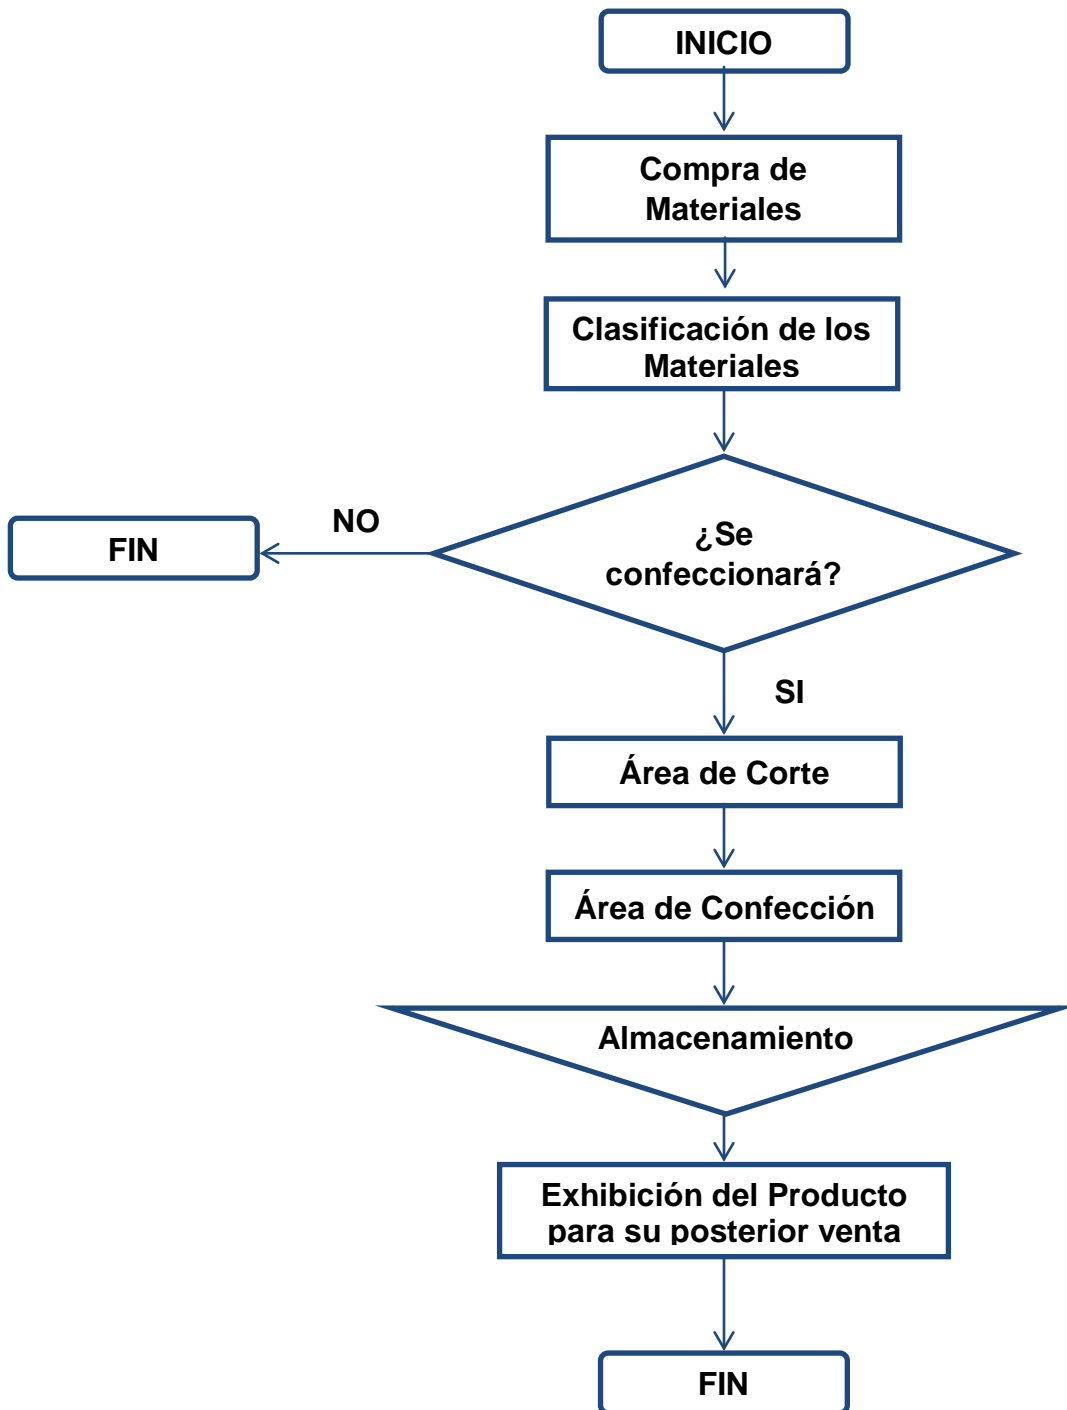 INICIO
Compra de
Materiales
Clasificación de los
Materiales
¿Se
confeccionará?
NO
FIN
SI
Área de Corte
Área de Confección
Almacenamiento
Exhibición del Producto
para su posterior venta
FIN